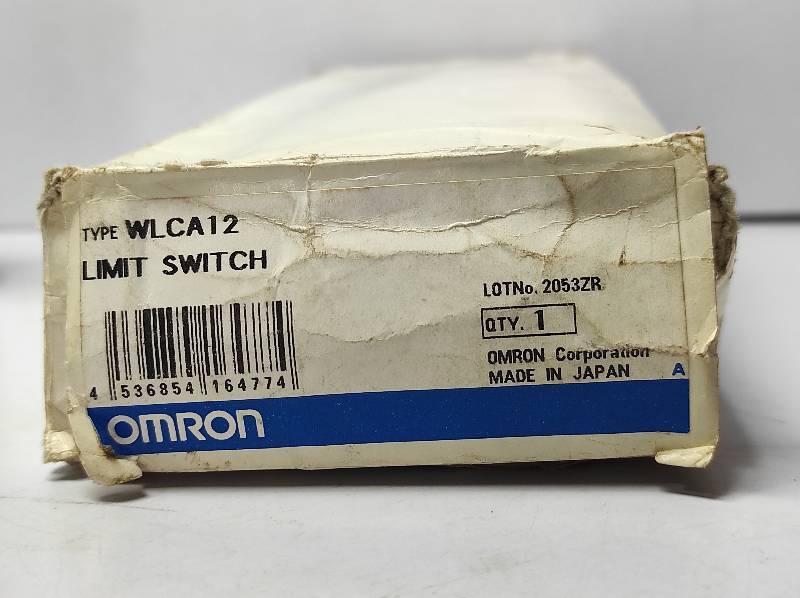 TYPE WLCA12
LIMIT SWITCH
LOTNo. 2053ZR
QTY. 1
4 536854 164774
OMRON Corporation
MADE IN JAPAN
A
OMRON